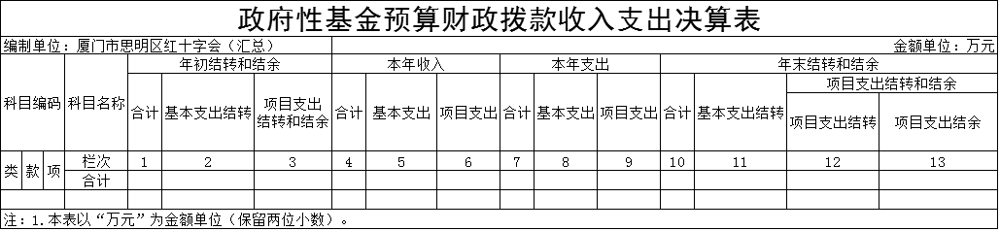 政府性基金预算财政拨款收入支出决算表
编制单位：厦门市思明区红十字会（汇总） 金额单位：万元
科目编码 科目名称 年初结转和结余 本年收入 本年支出 年末结转和结余
合计 基本支出结转 项目支出结转和结余 合计 基本支出 项目支出 合计 基本支出 项目支出 合计 基本支出结转 项目支出结转和结余
项目支出结转 项目支出结余
类 款 项 栏次 1 2 3 4 5 6 7 8 9 10 11 12 13
合计
注：1.本表以“万元”为金额单位（保留两位小数）。